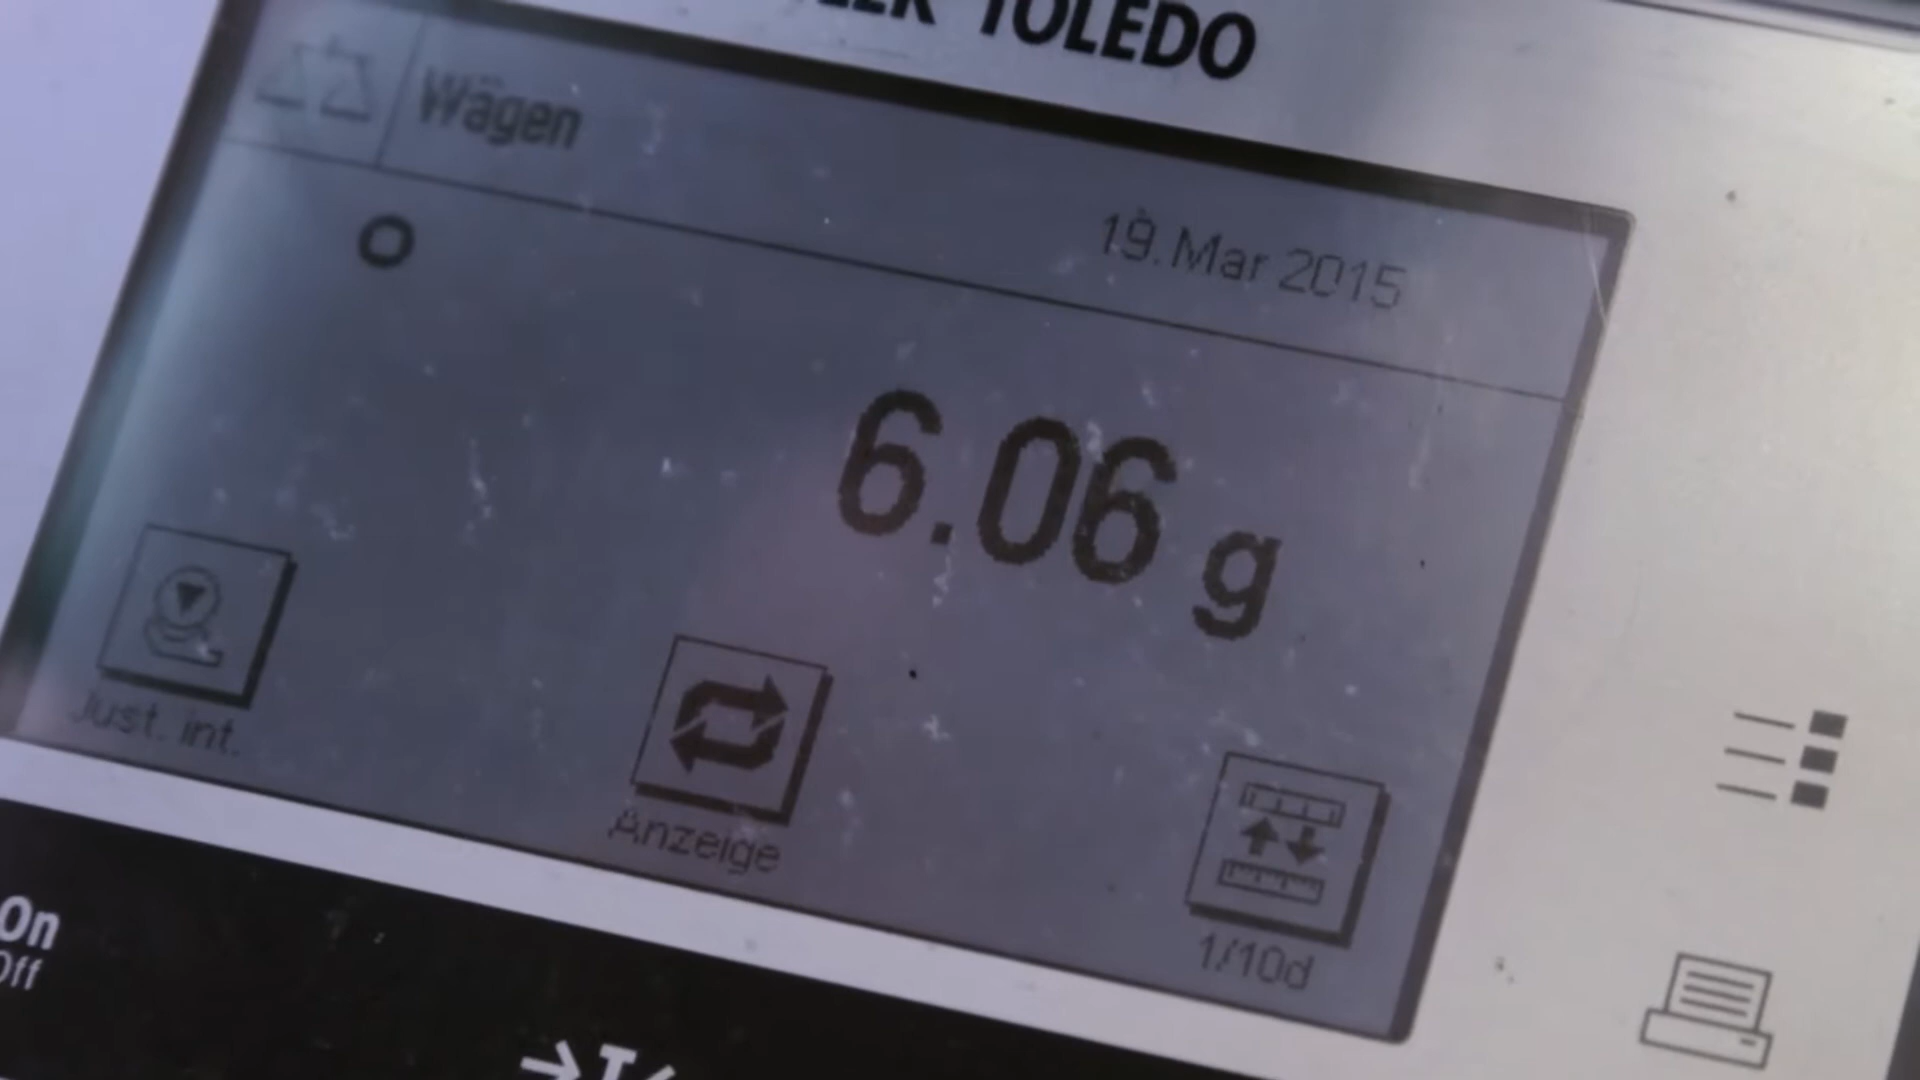 TOLEDO
Wägen
19. Mar 2015
6.06 g
Just. int.
Anzeige
1/10d
On
Off